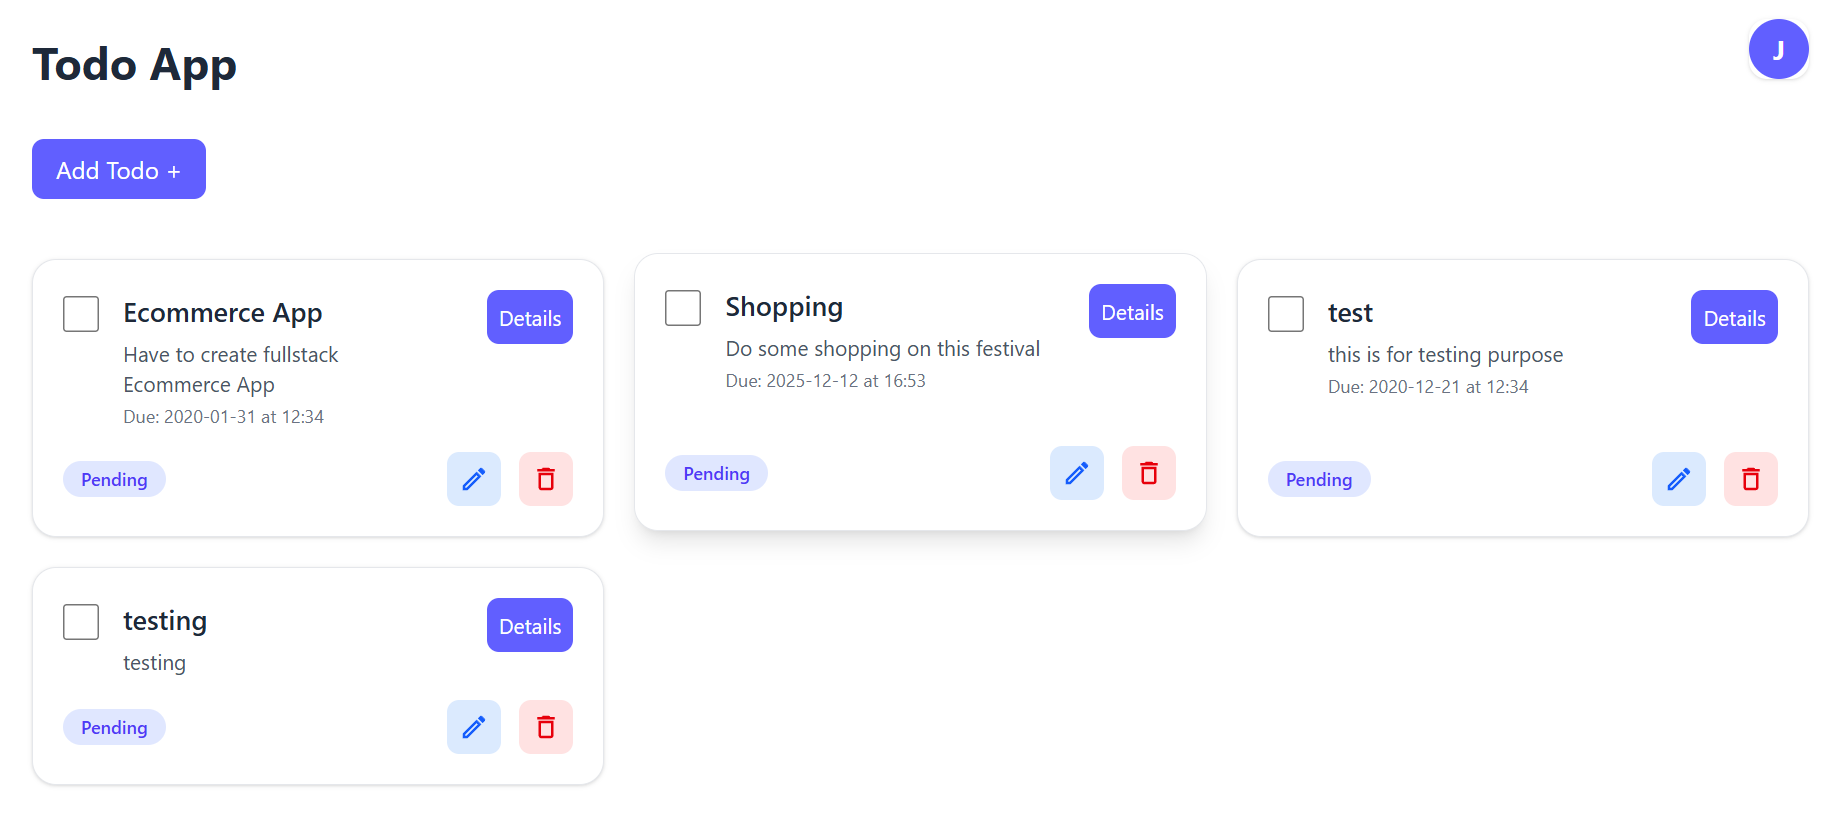 Todo App
J
Add Todo +
Ecommerce App
Details
Have to create fullstack
Ecommerce App
Due: 2020-01-31 at 12:34
Pending
Shopping
Details
Do some shopping on this festival
Due: 2025-12-12 at 16:53
Pending
test
Details
this is for testing purpose
Due: 2020-12-21 at 12:34
Pending
testing
Details
testing
Pending